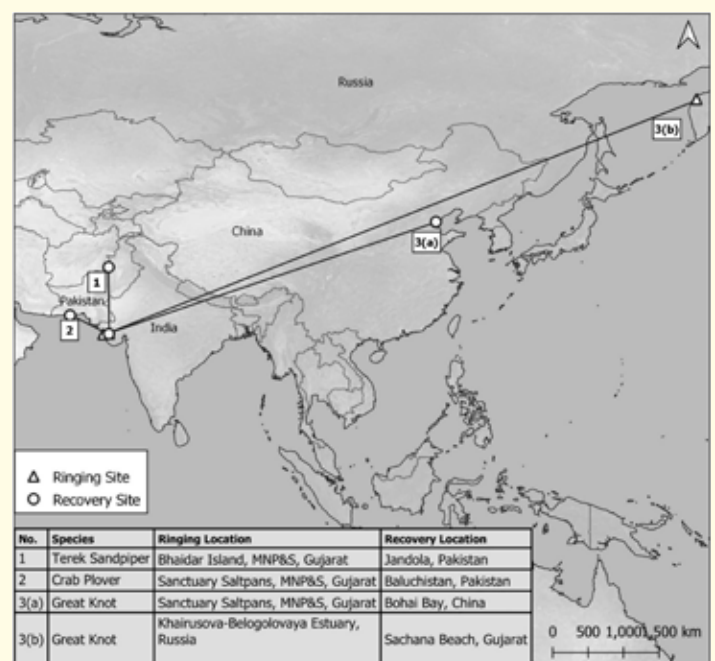 Russia
3(b)
China
3(a)
1
Pakistan
India
2
Ringing Site
Recovery Site
No. Species Ringing Location Recovery Location
1 Terek Sandpiper Bhaidar Island, MNP&S, Gujarat Jandola, Pakistan
2 Crab Plover Sanctuary Saltpans, MNP&S, Gujarat Baluchistan, Pakistan
3(a) Great Knot Sanctuary Saltpans, MNP&S, Gujarat Bohai Bay, China
3(b) Great Knot Khairusova-Belogolovaya Estuary,
Russia Sachana Beach, Gujarat
0 500 1,000 1,500 km